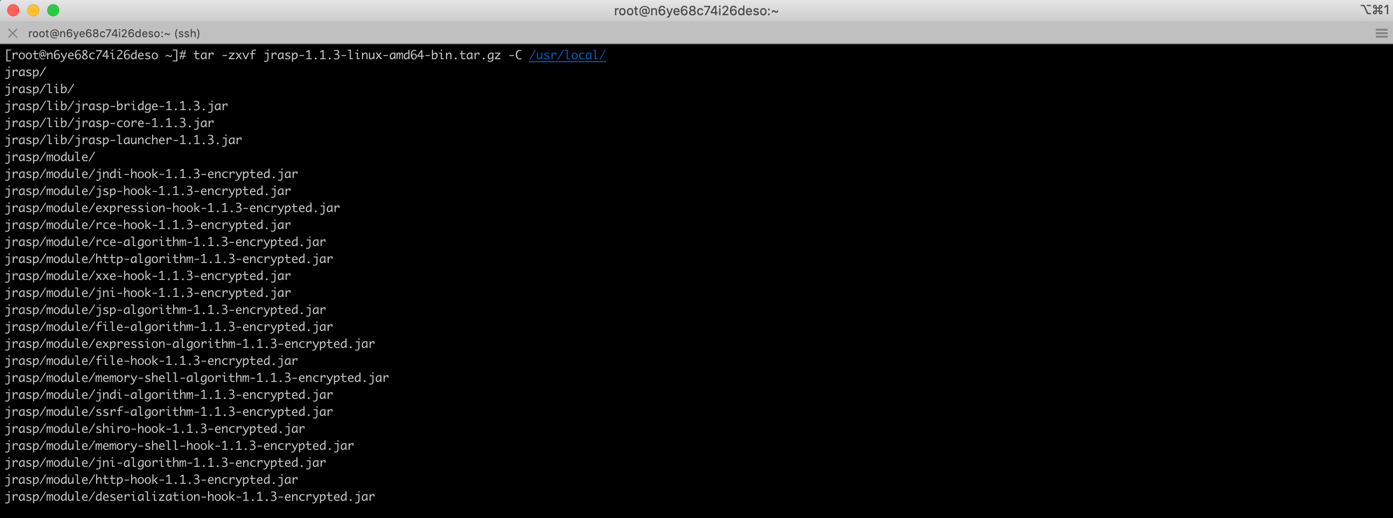 root@n6ye68c74i26deso:~
⌥⌘1
root@n6ye68c74i26deso:~ (ssh)
[root@n6ye68c74i26deso ~]# tar -zxvf jrasp-1.1.3-linux-amd64-bin.tar.gz -C /usr/local/
jrasp/
jrasp/lib/
jrasp/lib/jrasp-bridge-1.1.3.jar
jrasp/lib/jrasp-core-1.1.3.jar
jrasp/lib/jrasp-launcher-1.1.3.jar
jrasp/module/
jrasp/module/jndi-hook-1.1.3-encrypted.jar
jrasp/module/jsp-hook-1.1.3-encrypted.jar
jrasp/module/expression-hook-1.1.3-encrypted.jar
jrasp/module/rce-hook-1.1.3-encrypted.jar
jrasp/module/rce-algorithm-1.1.3-encrypted.jar
jrasp/module/http-algorithm-1.1.3-encrypted.jar
jrasp/module/xxe-hook-1.1.3-encrypted.jar
jrasp/module/jni-hook-1.1.3-encrypted.jar
jrasp/module/jsp-algorithm-1.1.3-encrypted.jar
jrasp/module/file-algorithm-1.1.3-encrypted.jar
jrasp/module/expression-algorithm-1.1.3-encrypted.jar
jrasp/module/file-hook-1.1.3-encrypted.jar
jrasp/module/memory-shell-algorithm-1.1.3-encrypted.jar
jrasp/module/jndi-algorithm-1.1.3-encrypted.jar
jrasp/module/ssrf-algorithm-1.1.3-encrypted.jar
jrasp/module/shiro-hook-1.1.3-encrypted.jar
jrasp/module/memory-shell-hook-1.1.3-encrypted.jar
jrasp/module/jni-algorithm-1.1.3-encrypted.jar
jrasp/module/http-hook-1.1.3-encrypted.jar
jrasp/module/deserialization-hook-1.1.3-encrypted.jar